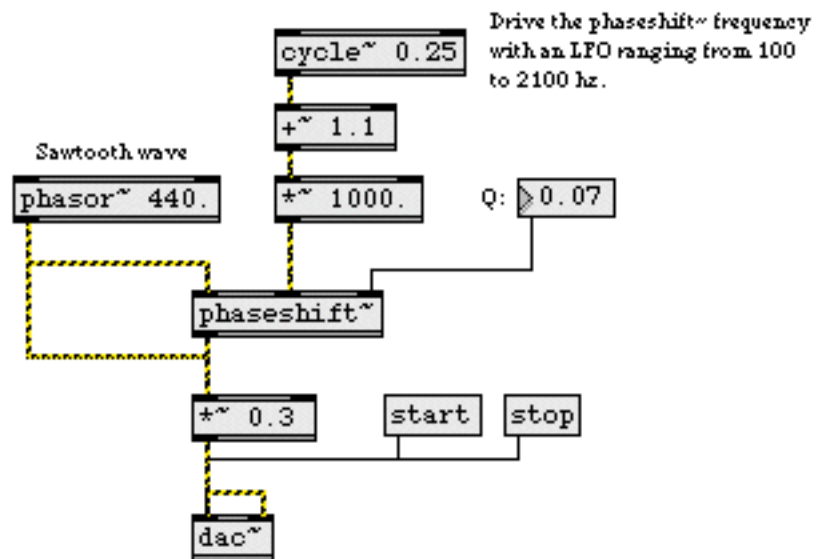 Drive the phaseshift~ frequency
with an LFO ranging from 100
to 2100 hz.
cycle~ 0.25
+~ 1.1
Sawtooth wave
phasor~ 440.
*~ 1000.
Q: 0.07
phaseshift~
*~ 0.3
start
stop
dac~